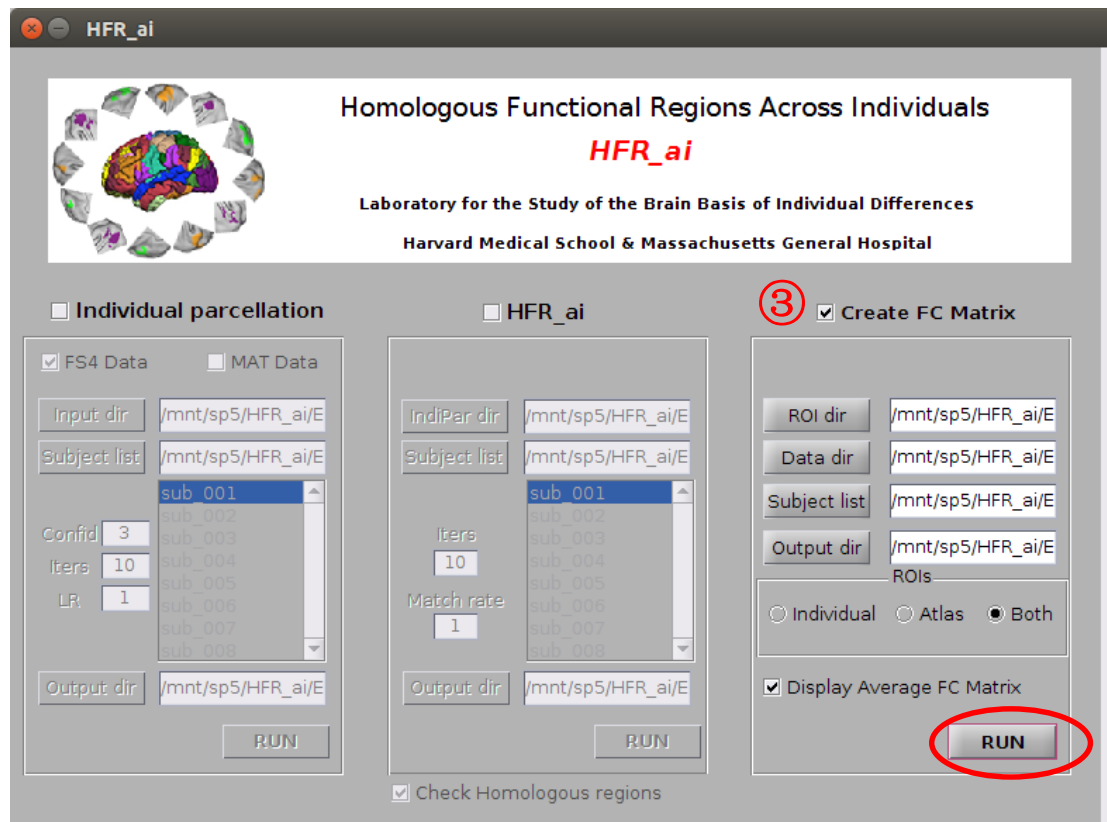 HFR_ai
Homologous Functional Regions Across Individuals
HFR_ai
Laboratory for the Study of the Brain Basis of Individual Differences
Harvard Medical School & Massachusetts General Hospital
Individual parcellation
FS4 Data MAT Data
Input dir /mnt/sp5/HFR_ai/E
Subject list /mnt/sp5/HFR_ai/E
sub_001
sub_002
Confid 3 sub_003
Iters 10 sub_004
sub_005
LR 1 sub_006
sub_007
sub_008
Output dir /mnt/sp5/HFR_ai/E
RUN
HFR_ai
IndiPar dir /mnt/sp5/HFR_ai/E
Subject list /mnt/sp5/HFR_ai/E
sub_001
sub_002
Iters sub_003
10 sub_004
sub_005
Match rate sub_006
1 sub_007
sub_008
Output dir /mnt/sp5/HFR_ai/E
RUN
Check Homologous regions
③ Create FC Matrix
ROI dir /mnt/sp5/HFR_ai/E
Data dir /mnt/sp5/HFR_ai/E
Subject list /mnt/sp5/HFR_ai/E
Output dir /mnt/sp5/HFR_ai/E
ROIs
Individual Atlas Both
Display Average FC Matrix
RUN